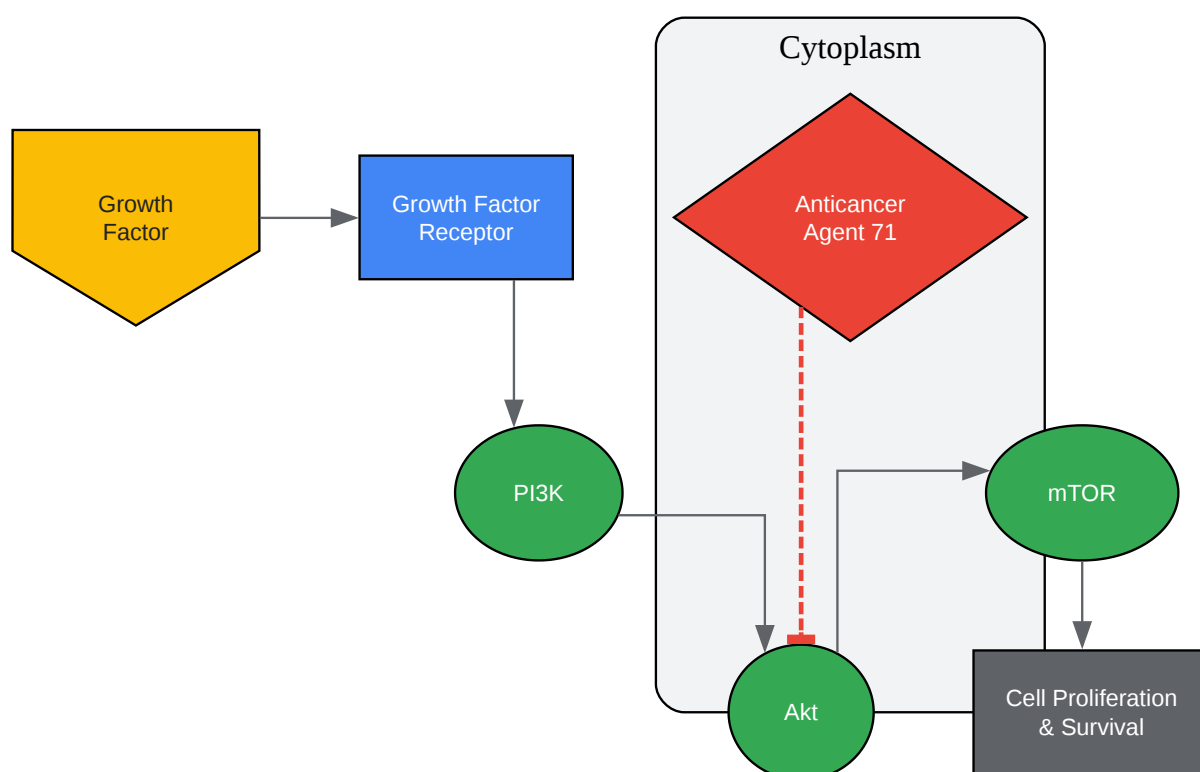 Cytoplasm
Growth
Factor
Growth Factor
Receptor
Anticancer
Agent 71
PI3K
mTOR
Akt
Cell Proliferation
& Survival